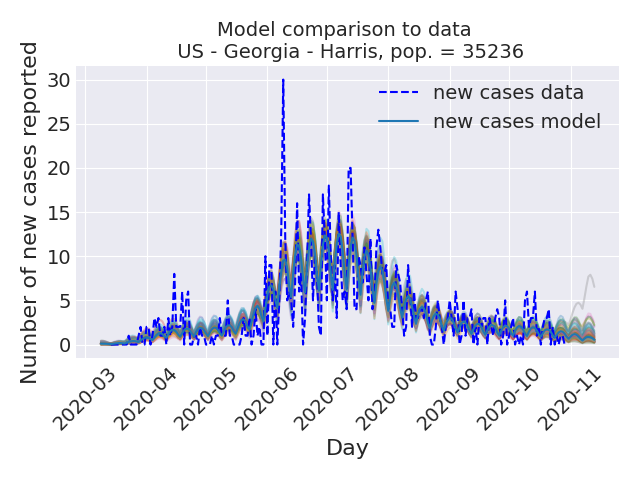 Model comparison to data
US - Georgia - Harris, pop. = 35236
Number of new cases reported
30
25
20
15
10
5
0
new cases data
new cases model
2020-03
2020-04
2020-05
2020-06
2020-07
2020-08
2020-09
2020-10
2020-11
Day